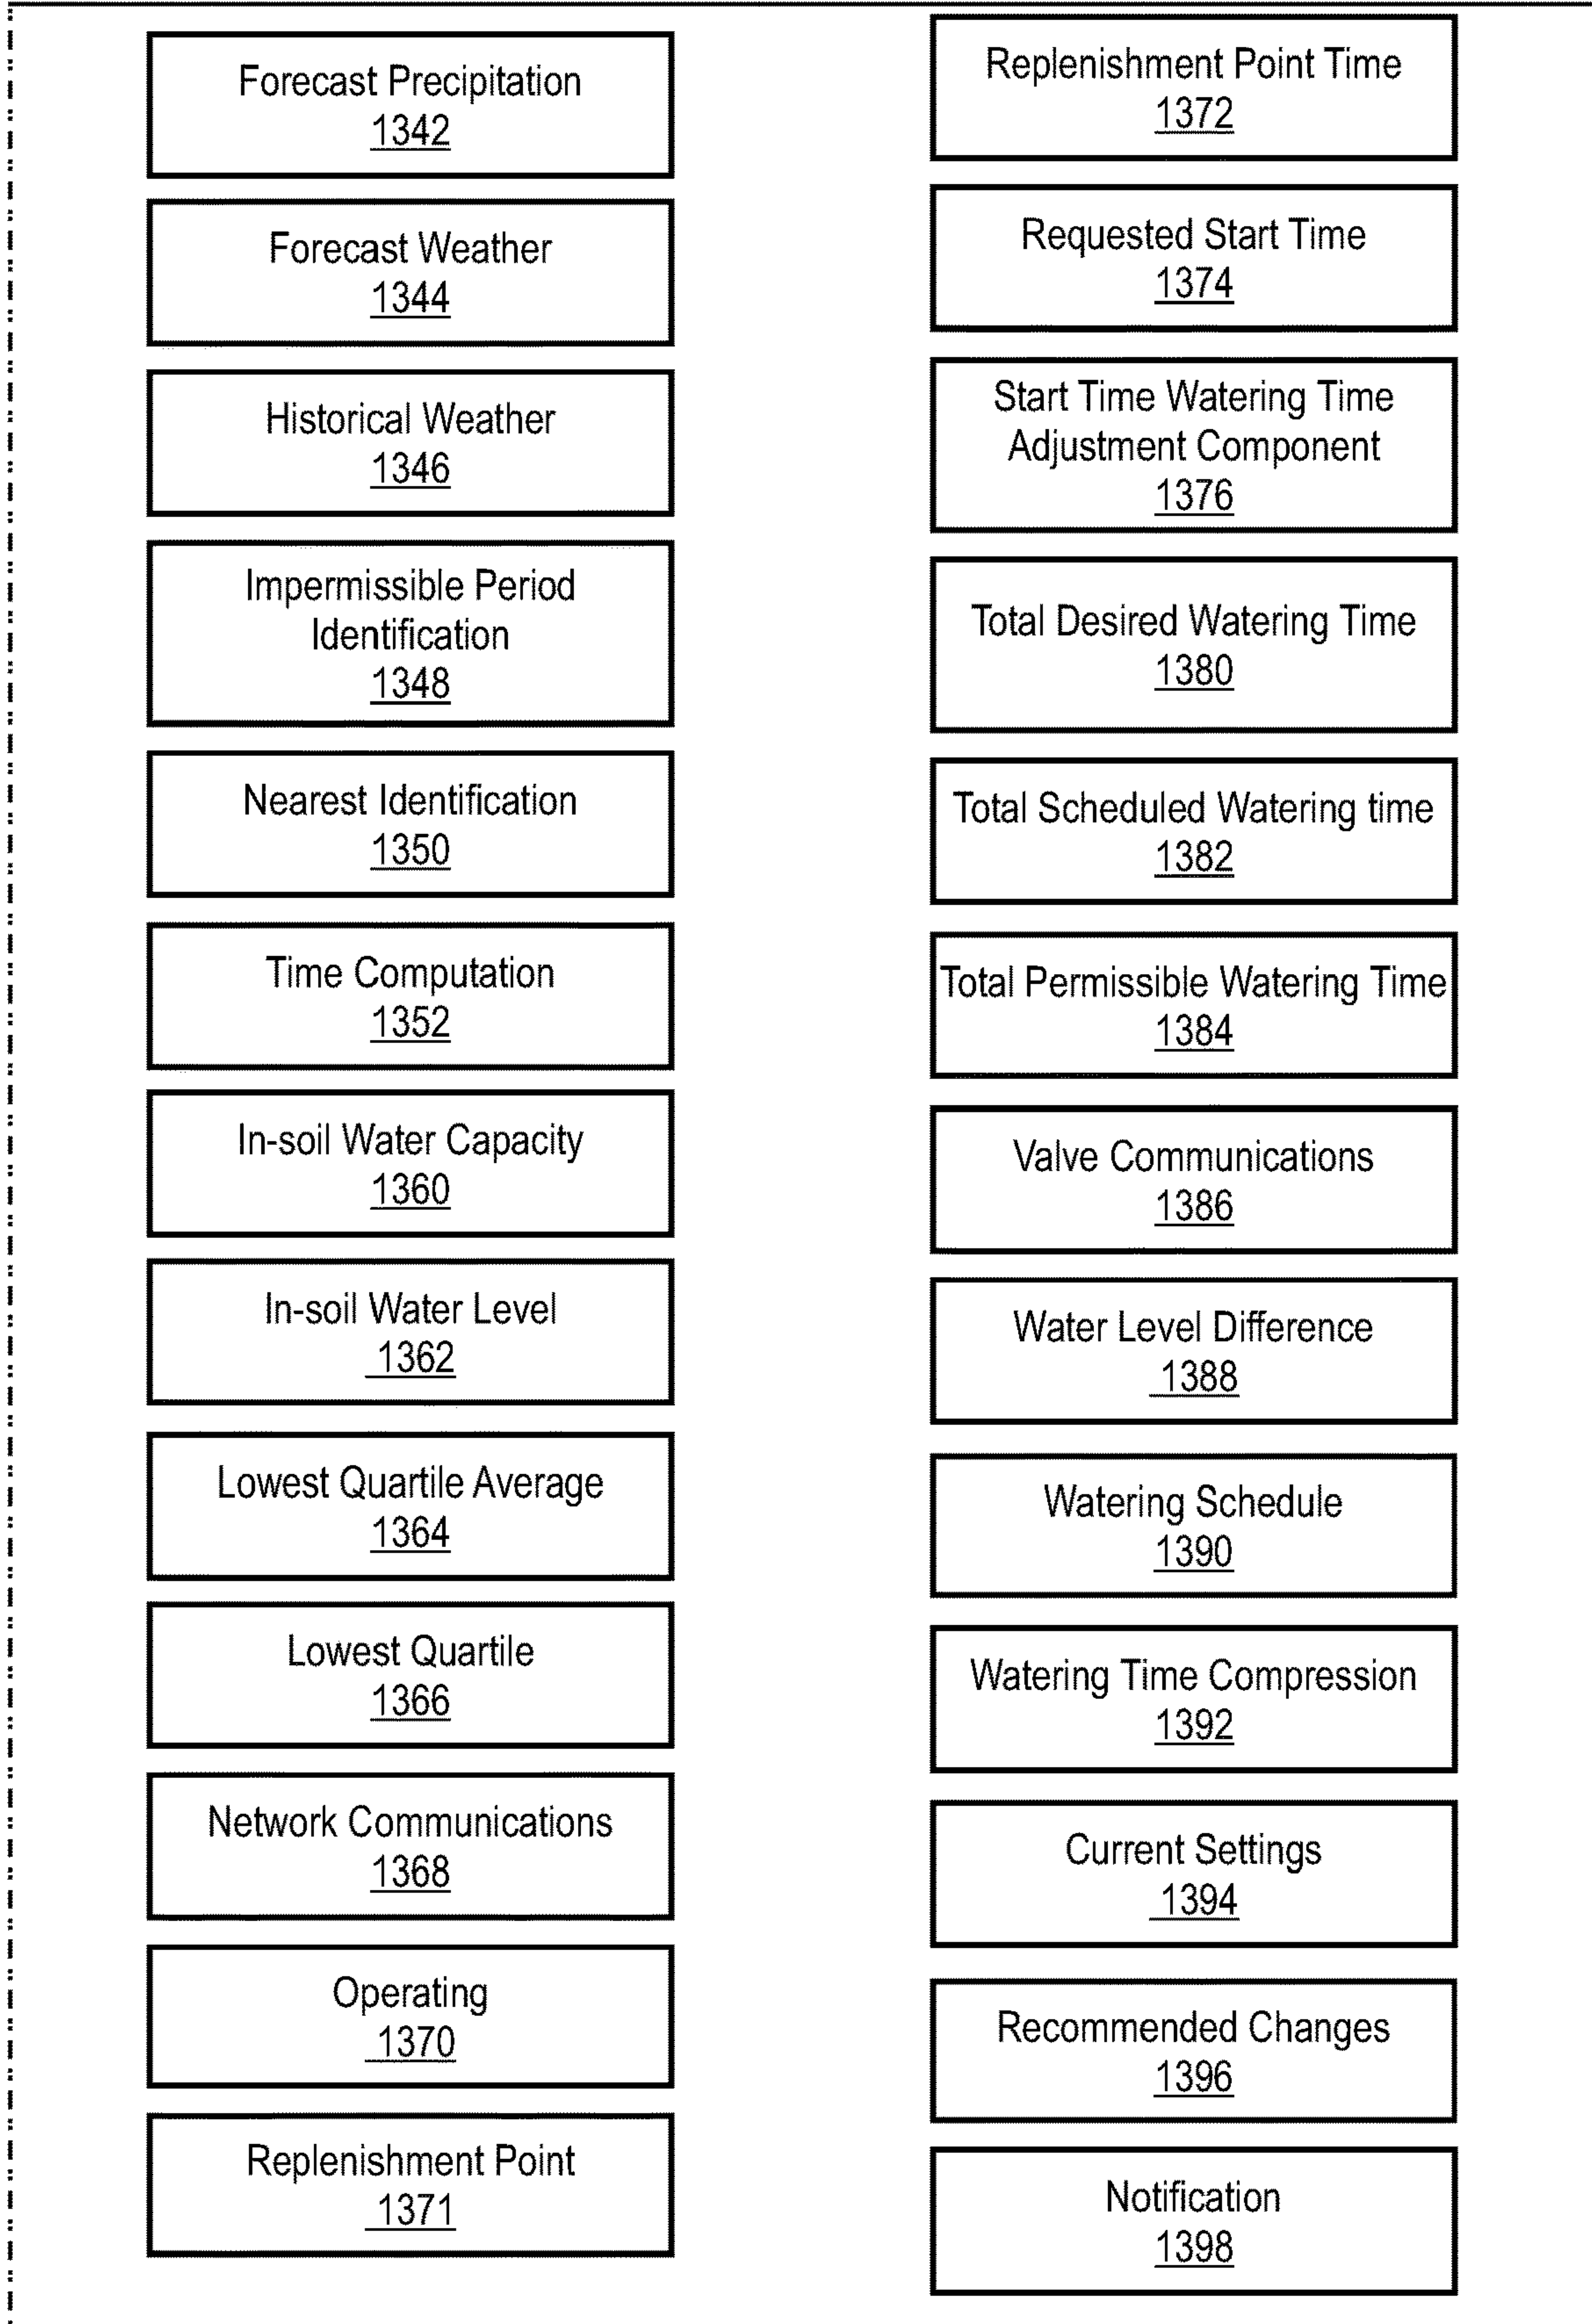 Forecast Precipitation
1342
Forecast Weather
1344
Historical Weather
1346
Impermissible Period
Identification
1348
Nearest Identification
1350
Time Computation
1352
In-soil Water Capacity
1360
In-soil Water Level
1362
Lowest Quartile Average
1364
Lowest Quartile
1366
Network Communications
1368
Operating
1370
Replenishment Point
1371
Replenishment Point Time
1372
Requested Start Time
1374
Start Time Watering Time
Adjustment Component
1376
Total Desired Watering Time
1380
Total Scheduled Watering time
1382
Total Permissible Watering Time
1384
Valve Communications
1386
Water Level Difference
1388
Watering Schedule
1390
Watering Time Compression
1392
Current Settings
1394
Recommended Changes
1396
Notification
1398